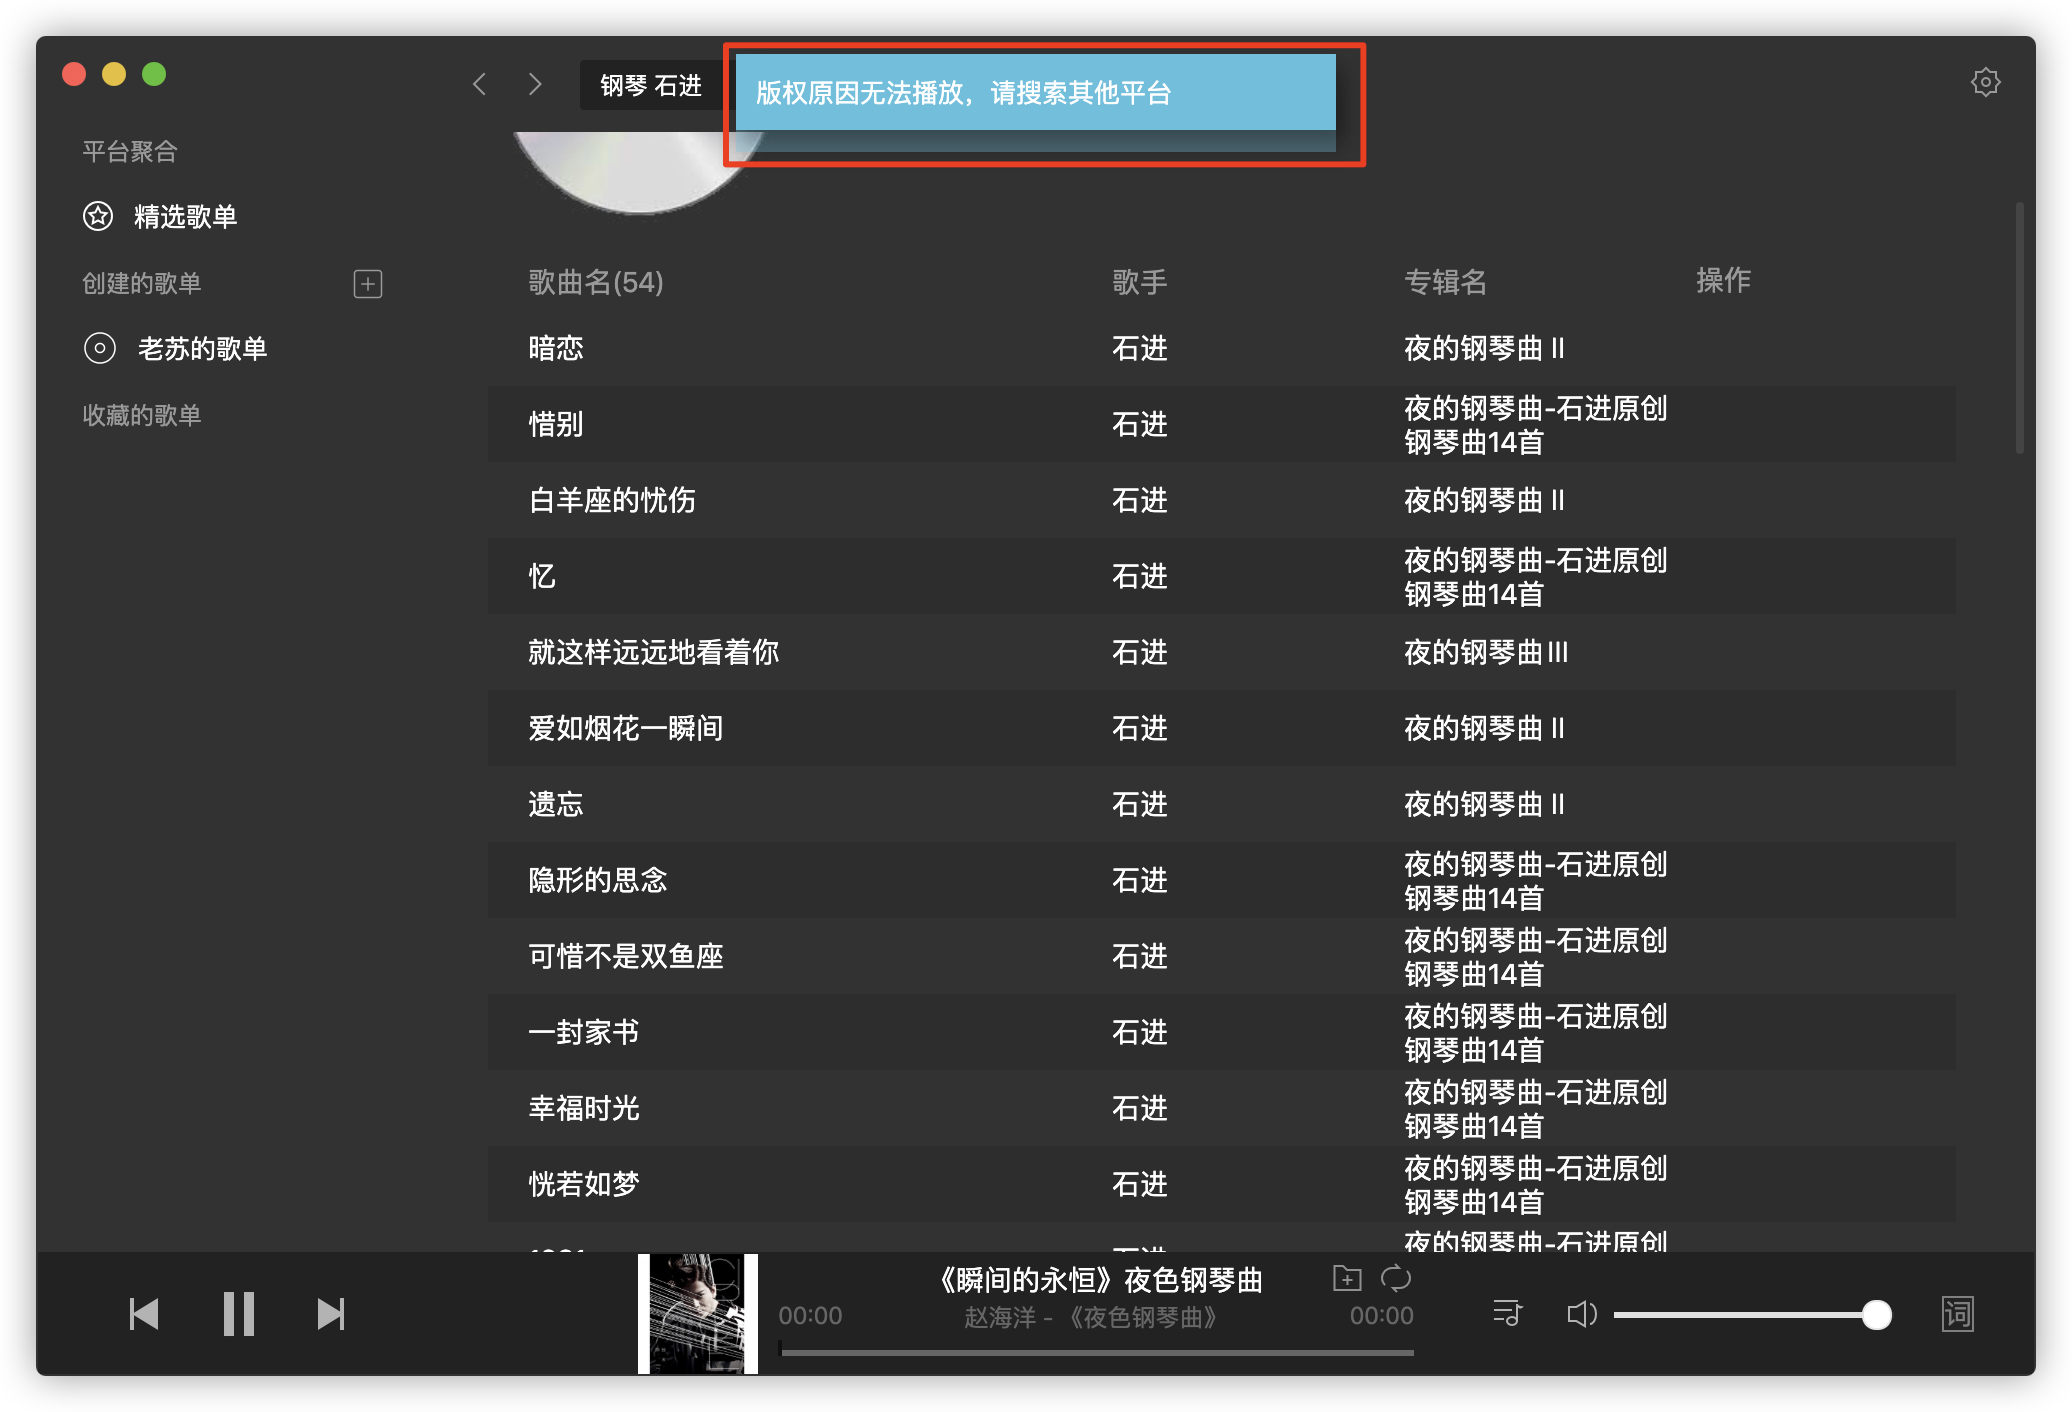 钢琴 石进
版权原因无法播放，请搜索其他平台
平台聚合
精选歌单
创建的歌单
老苏的歌单
收藏的歌单
歌曲名(54) 歌手 专辑名 操作
暗恋 石进 夜的钢琴曲 II
惜别 石进 夜的钢琴曲-石进原创
钢琴曲14首
白羊座的忧伤 石进 夜的钢琴曲 II
忆 石进 夜的钢琴曲-石进原创
钢琴曲14首
就这样远远地看着你 石进 夜的钢琴曲III
爱如烟花一瞬间 石进 夜的钢琴曲 II
遗忘 石进 夜的钢琴曲 II
隐形的思念 石进 夜的钢琴曲-石进原创
钢琴曲14首
可惜不是双鱼座 石进 夜的钢琴曲-石进原创
钢琴曲14首
一封家书 石进 夜的钢琴曲-石进原创
钢琴曲14首
幸福时光 石进 夜的钢琴曲-石进原创
钢琴曲14首
恍若如梦 石进 夜的钢琴曲-石进原创
钢琴曲14首
石进 夜的钢琴曲-石进原创
《瞬间的永恒》夜色钢琴曲
00:00 赵海洋 - 《夜色钢琴曲》 00:00
词